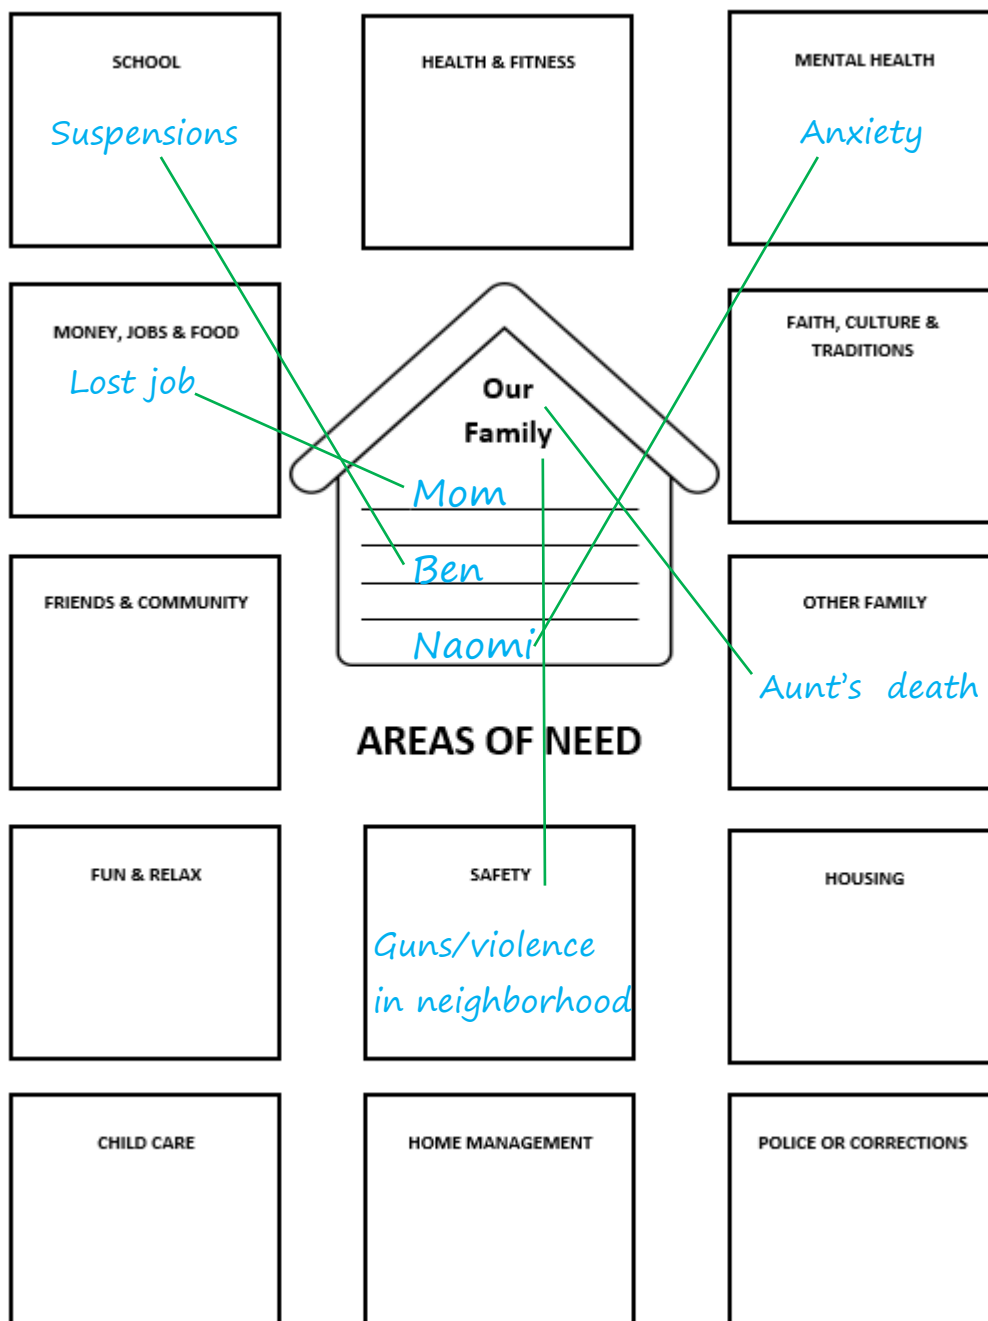 SCHOOL
Suspensions
HEALTH & FITNESS
MENTAL HEALTH
Anxiety
MONEY, JOBS & FOOD
Lost job
Our
Family
Mom
Ben
Naomi
FAITH, CULTURE &
TRADITIONS
FRIENDS & COMMUNITY
OTHER FAMILY
Aunt's death
AREAS OF NEED
FUN & RELAX
SAFETY
Guns/violence
in neighborhood
HOUSING
CHILD CARE
HOME MANAGEMENT
POLICE OR CORRECTIONS